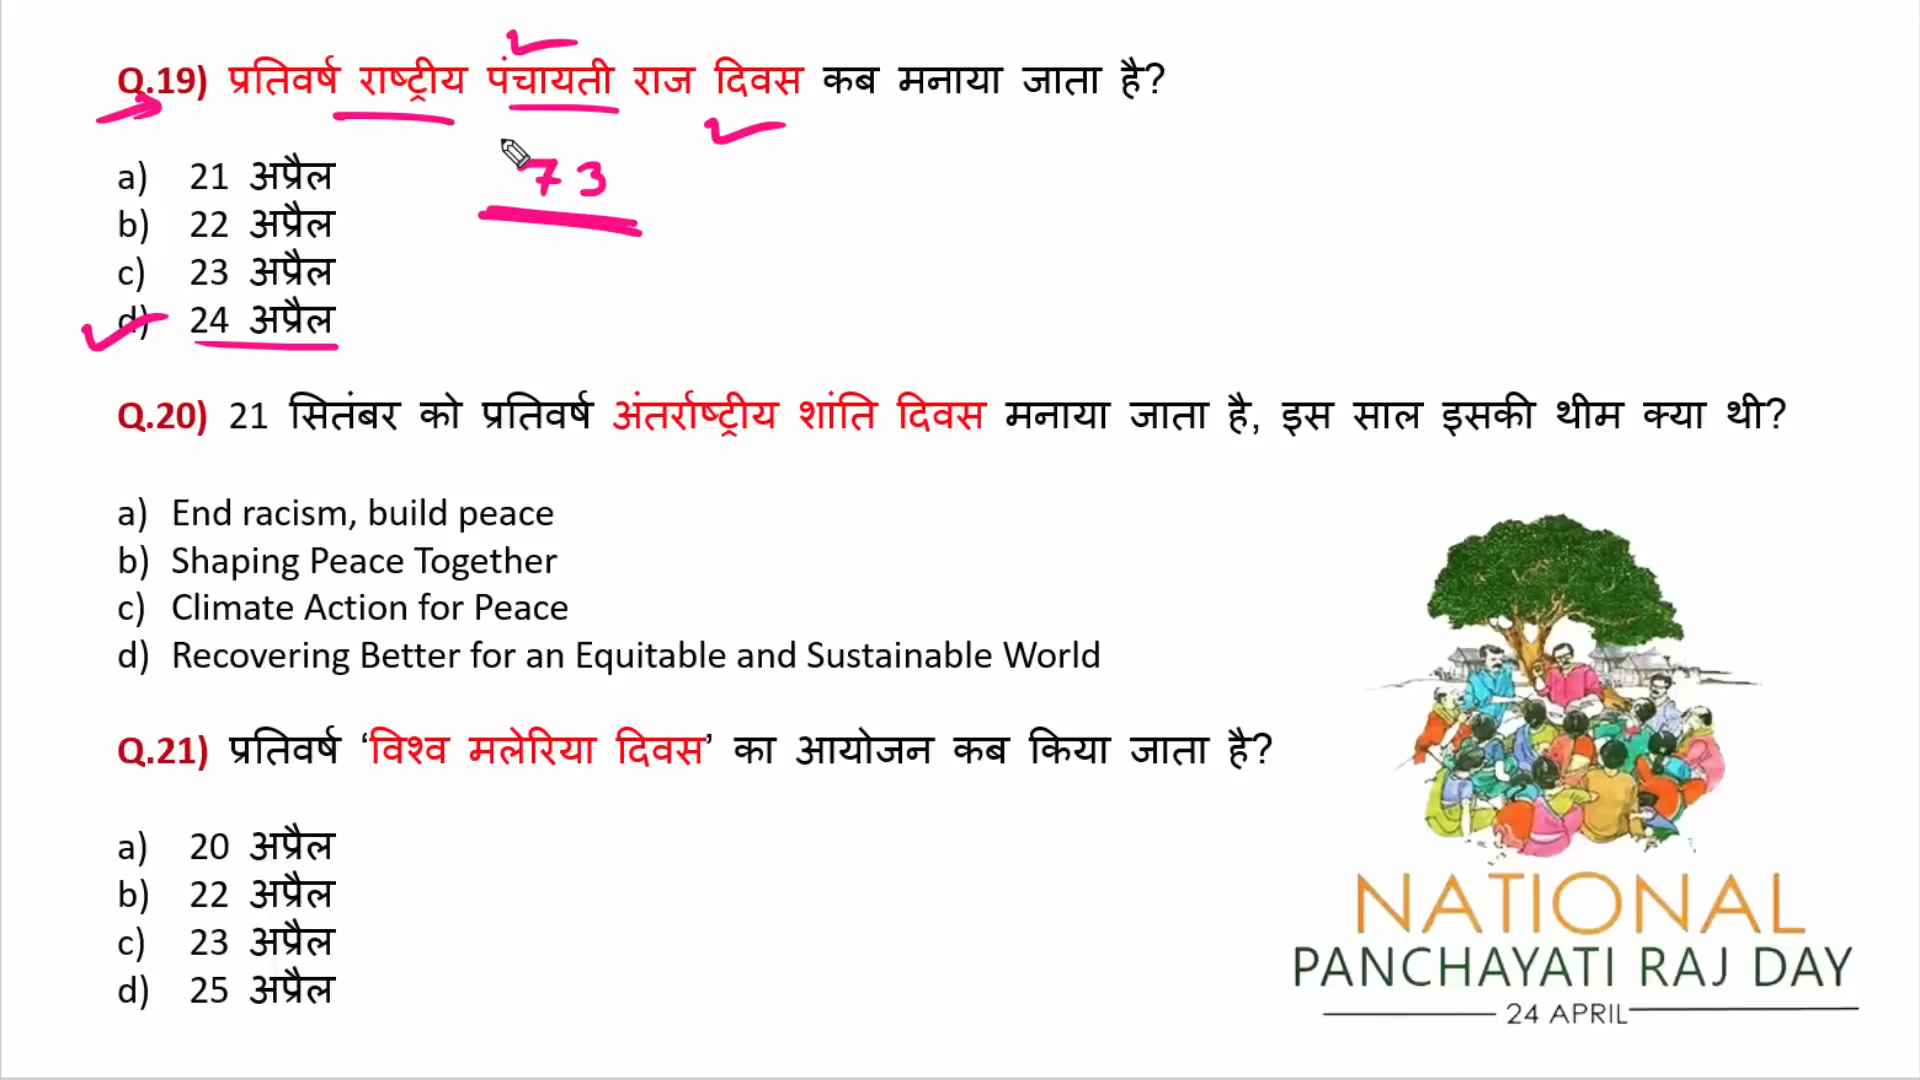 Q.19) प्रतिवर्ष राष्ट्रीय पंचायती राज दिवस कब मनाया जाता है?
73
a) 21 अप्रैल
b) 22 अप्रैल
c) 23 अप्रैल
d) 24 अप्रैल
Q.20) 21 सितंबर को प्रतिवर्ष अंतर्राष्ट्रीय शांति दिवस मनाया जाता है, इस साल इसकी थीम क्या थी?
a) End racism, build peace
b) Shaping Peace Together
c) Climate Action for Peace
d) Recovering Better for an Equitable and Sustainable World
Q.21) प्रतिवर्ष ‘विश्व मलेरिया दिवस’ का आयोजन कब किया जाता है?
a) 20 अप्रैल
b) 22 अप्रैल
c) 23 अप्रैल
d) 25 अप्रैल
NATIONAL
PANCHAYATI RAJ DAY
24 APRIL